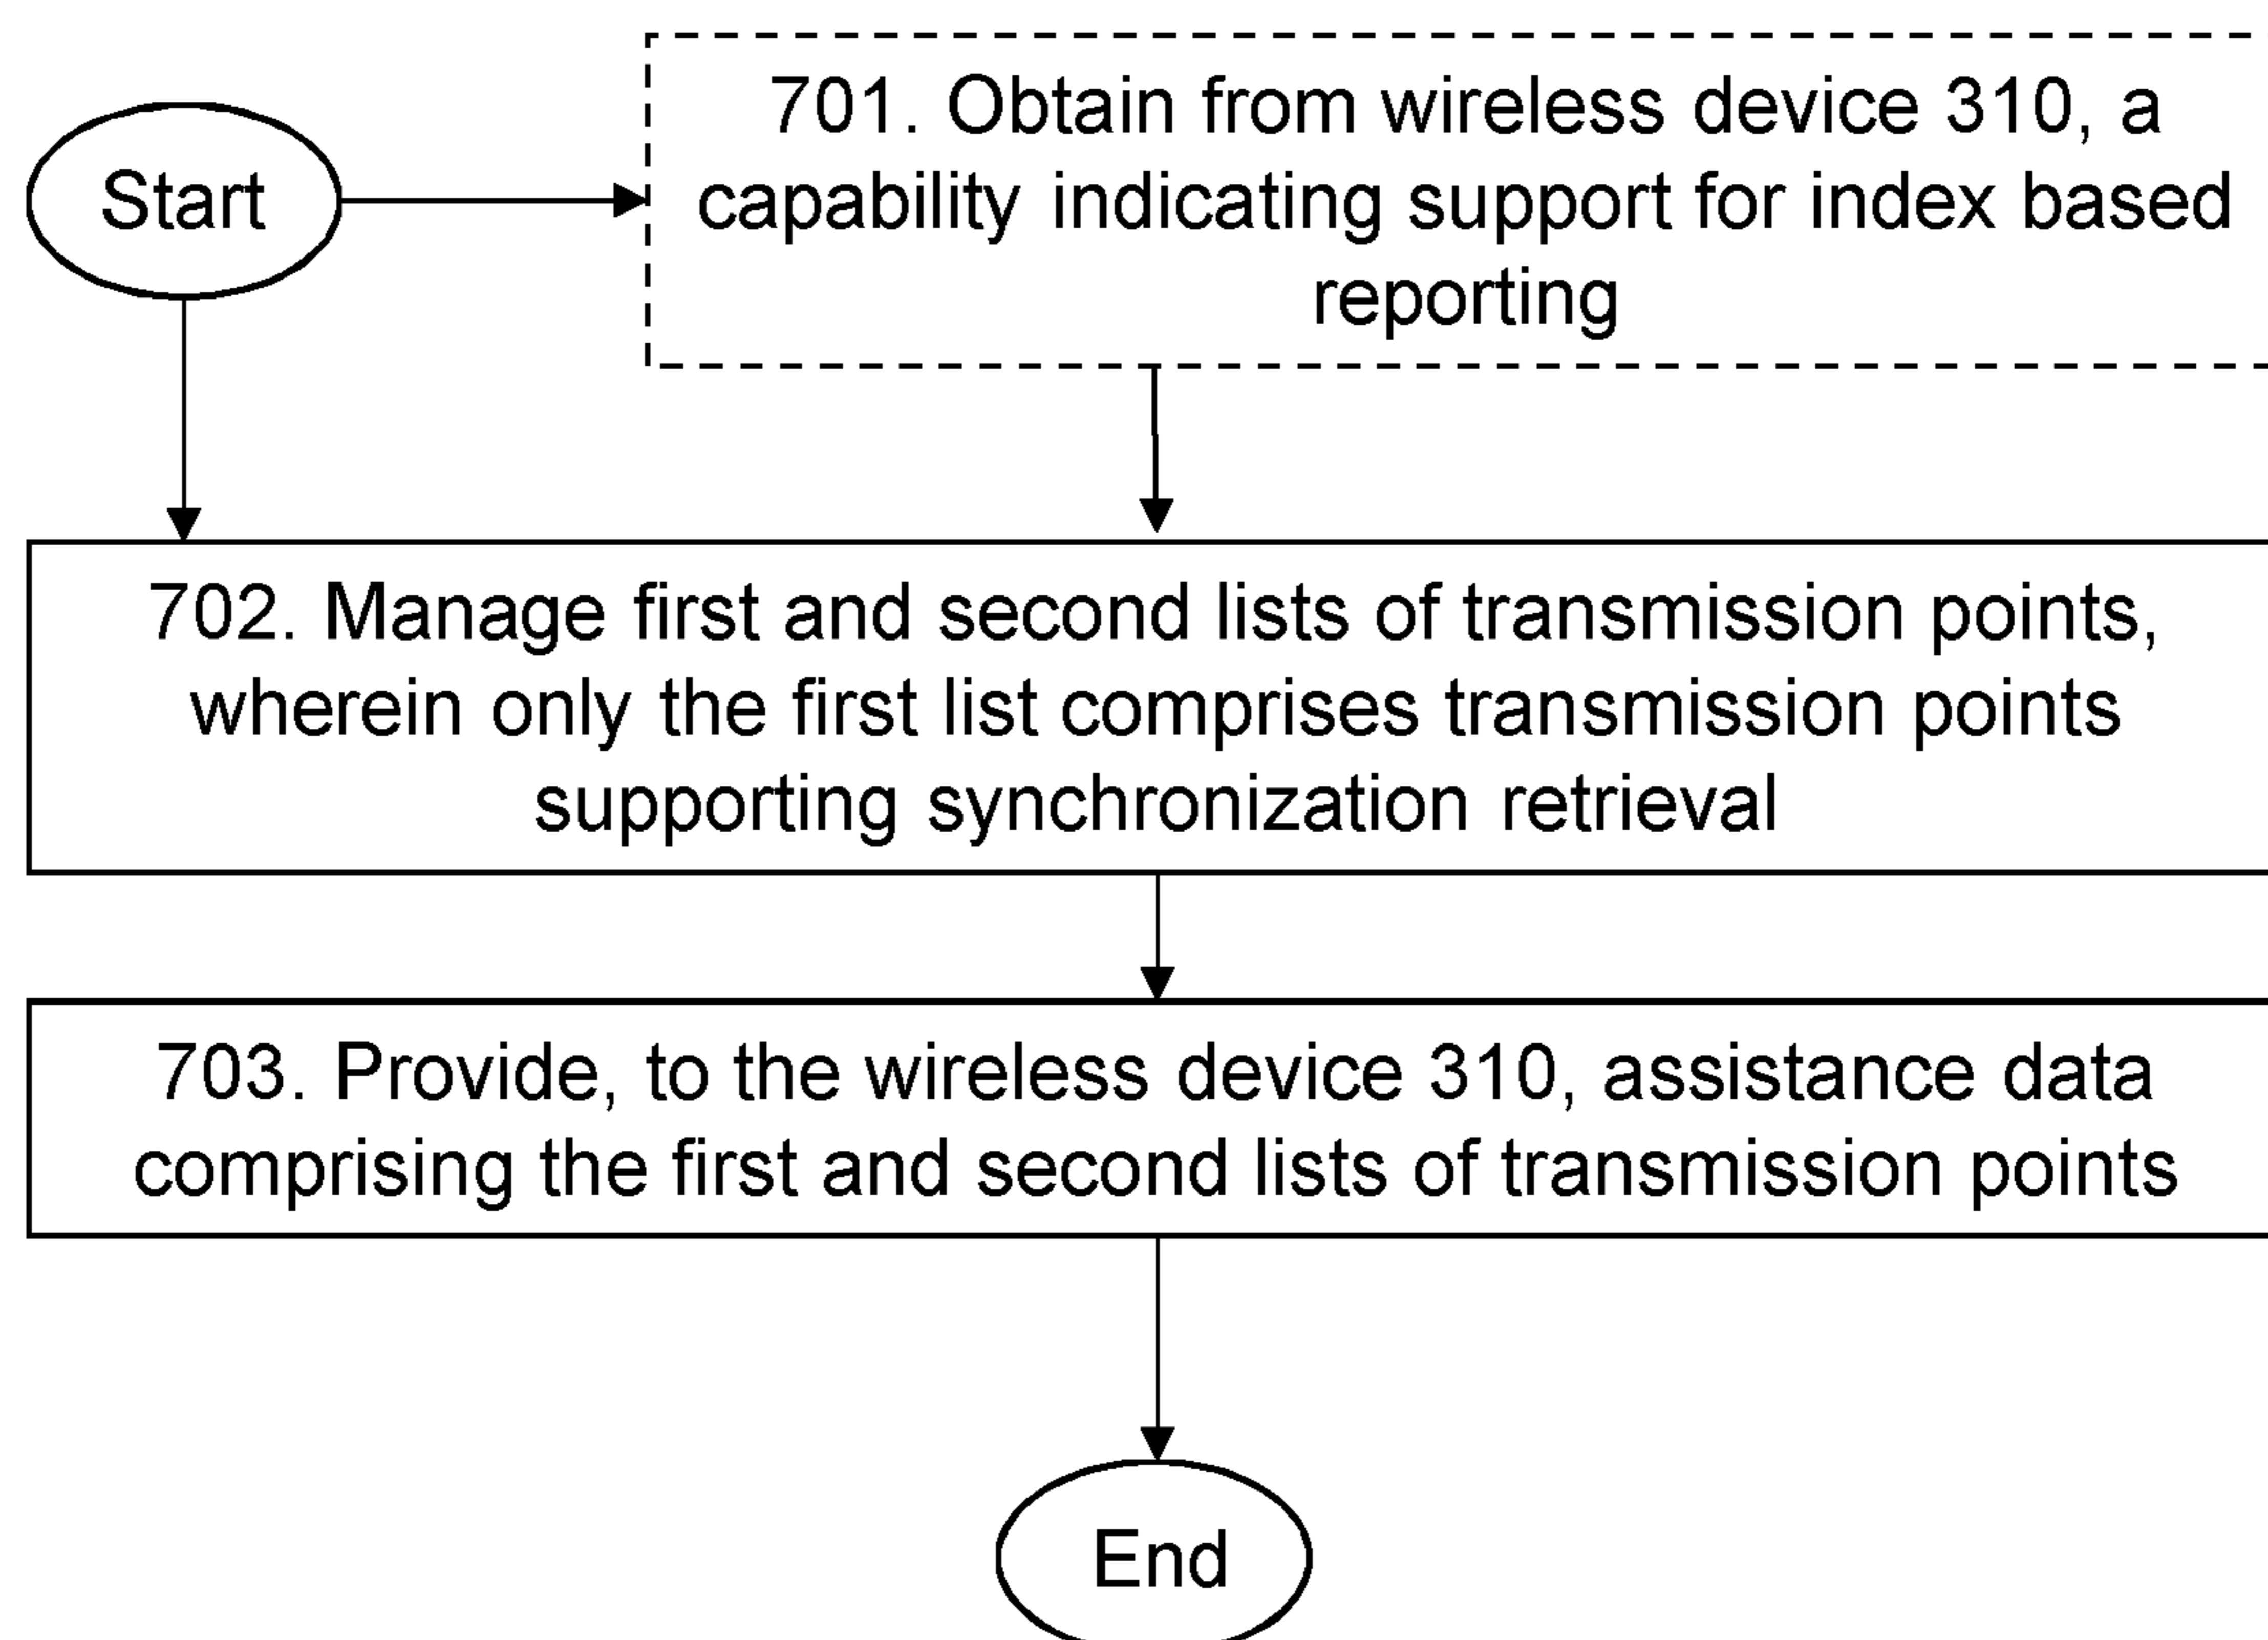 Start
701. Obtain from wireless device 310, a
capability indicating support for index based
reporting
702. Manage first and second lists of transmission points,
wherein only the first list comprises transmission points
supporting synchronization retrieval
703. Provide, to the wireless device 310, assistance data
comprising the first and second lists of transmission points
End